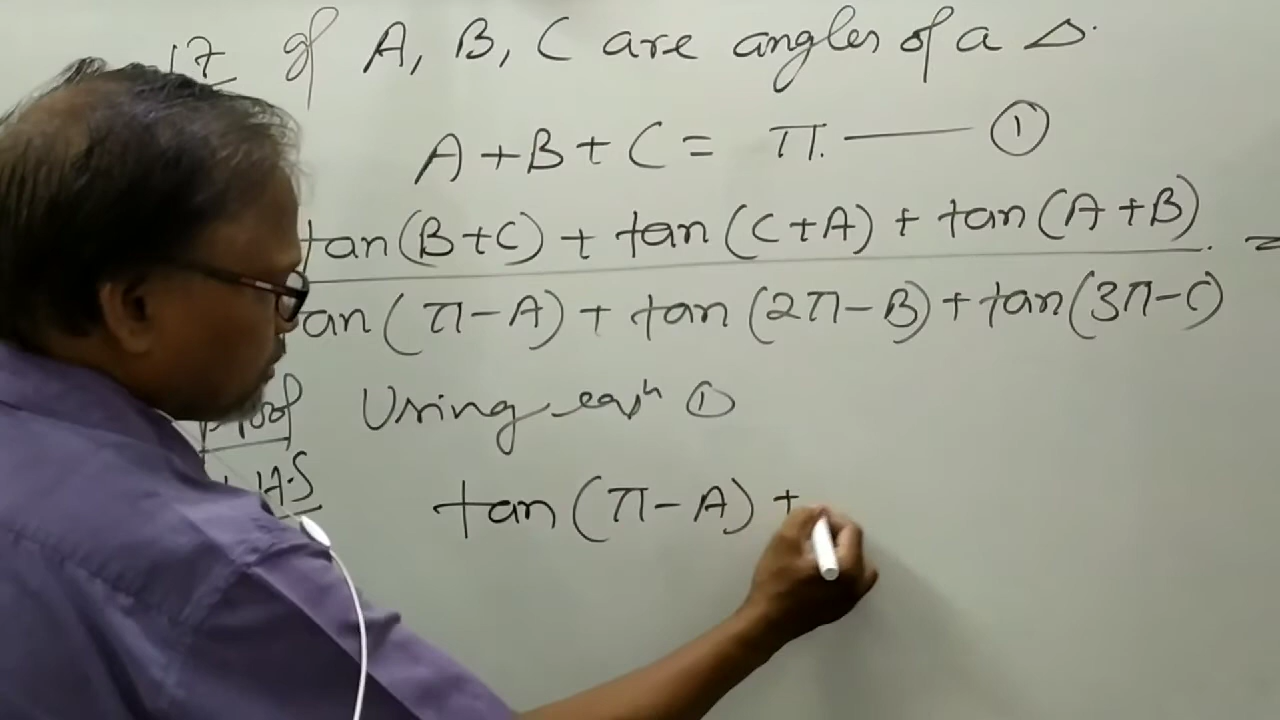 17 If A, B, C are angles of a Δ.
A+B+C = π. —— ①
tan(B+C) + tan(C+A) + tan(A+B) =
tan(π-A) + tan(2π-B) + tan(3π-C)
Proof Using eqn ①
L.H.S tan(π-A) +